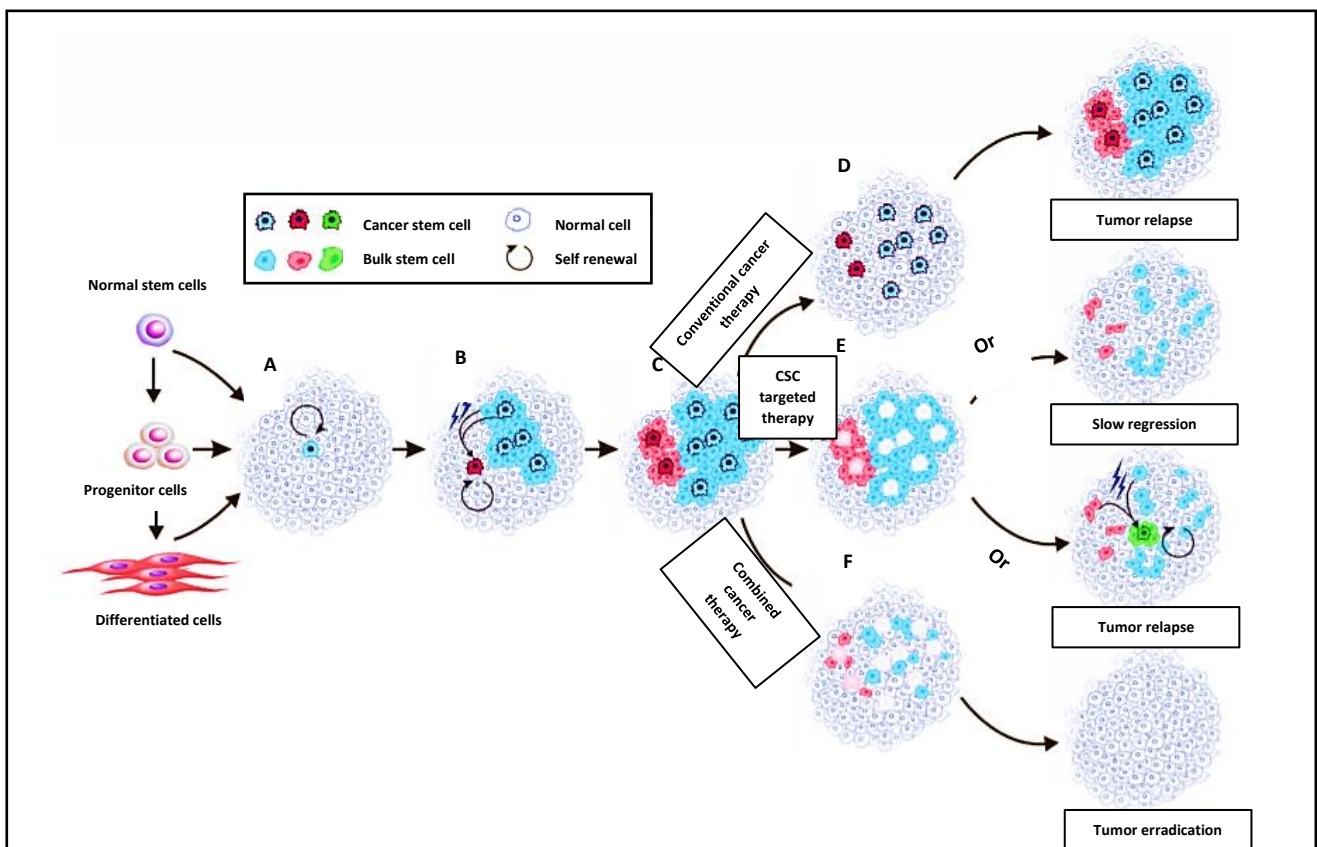 Cancer stem cell
Normal cell
Bulk stem cell
Self renewal
Normal stem cells
Progenitor cells
Differentiated cells
A
B
C
Conventional cancer
therapy
CSC
targeted
therapy
Combined
cancer
therapy
D
E
F
Or
Or
Tumor relapse
Slow regression
Tumor relapse
Tumor erradication